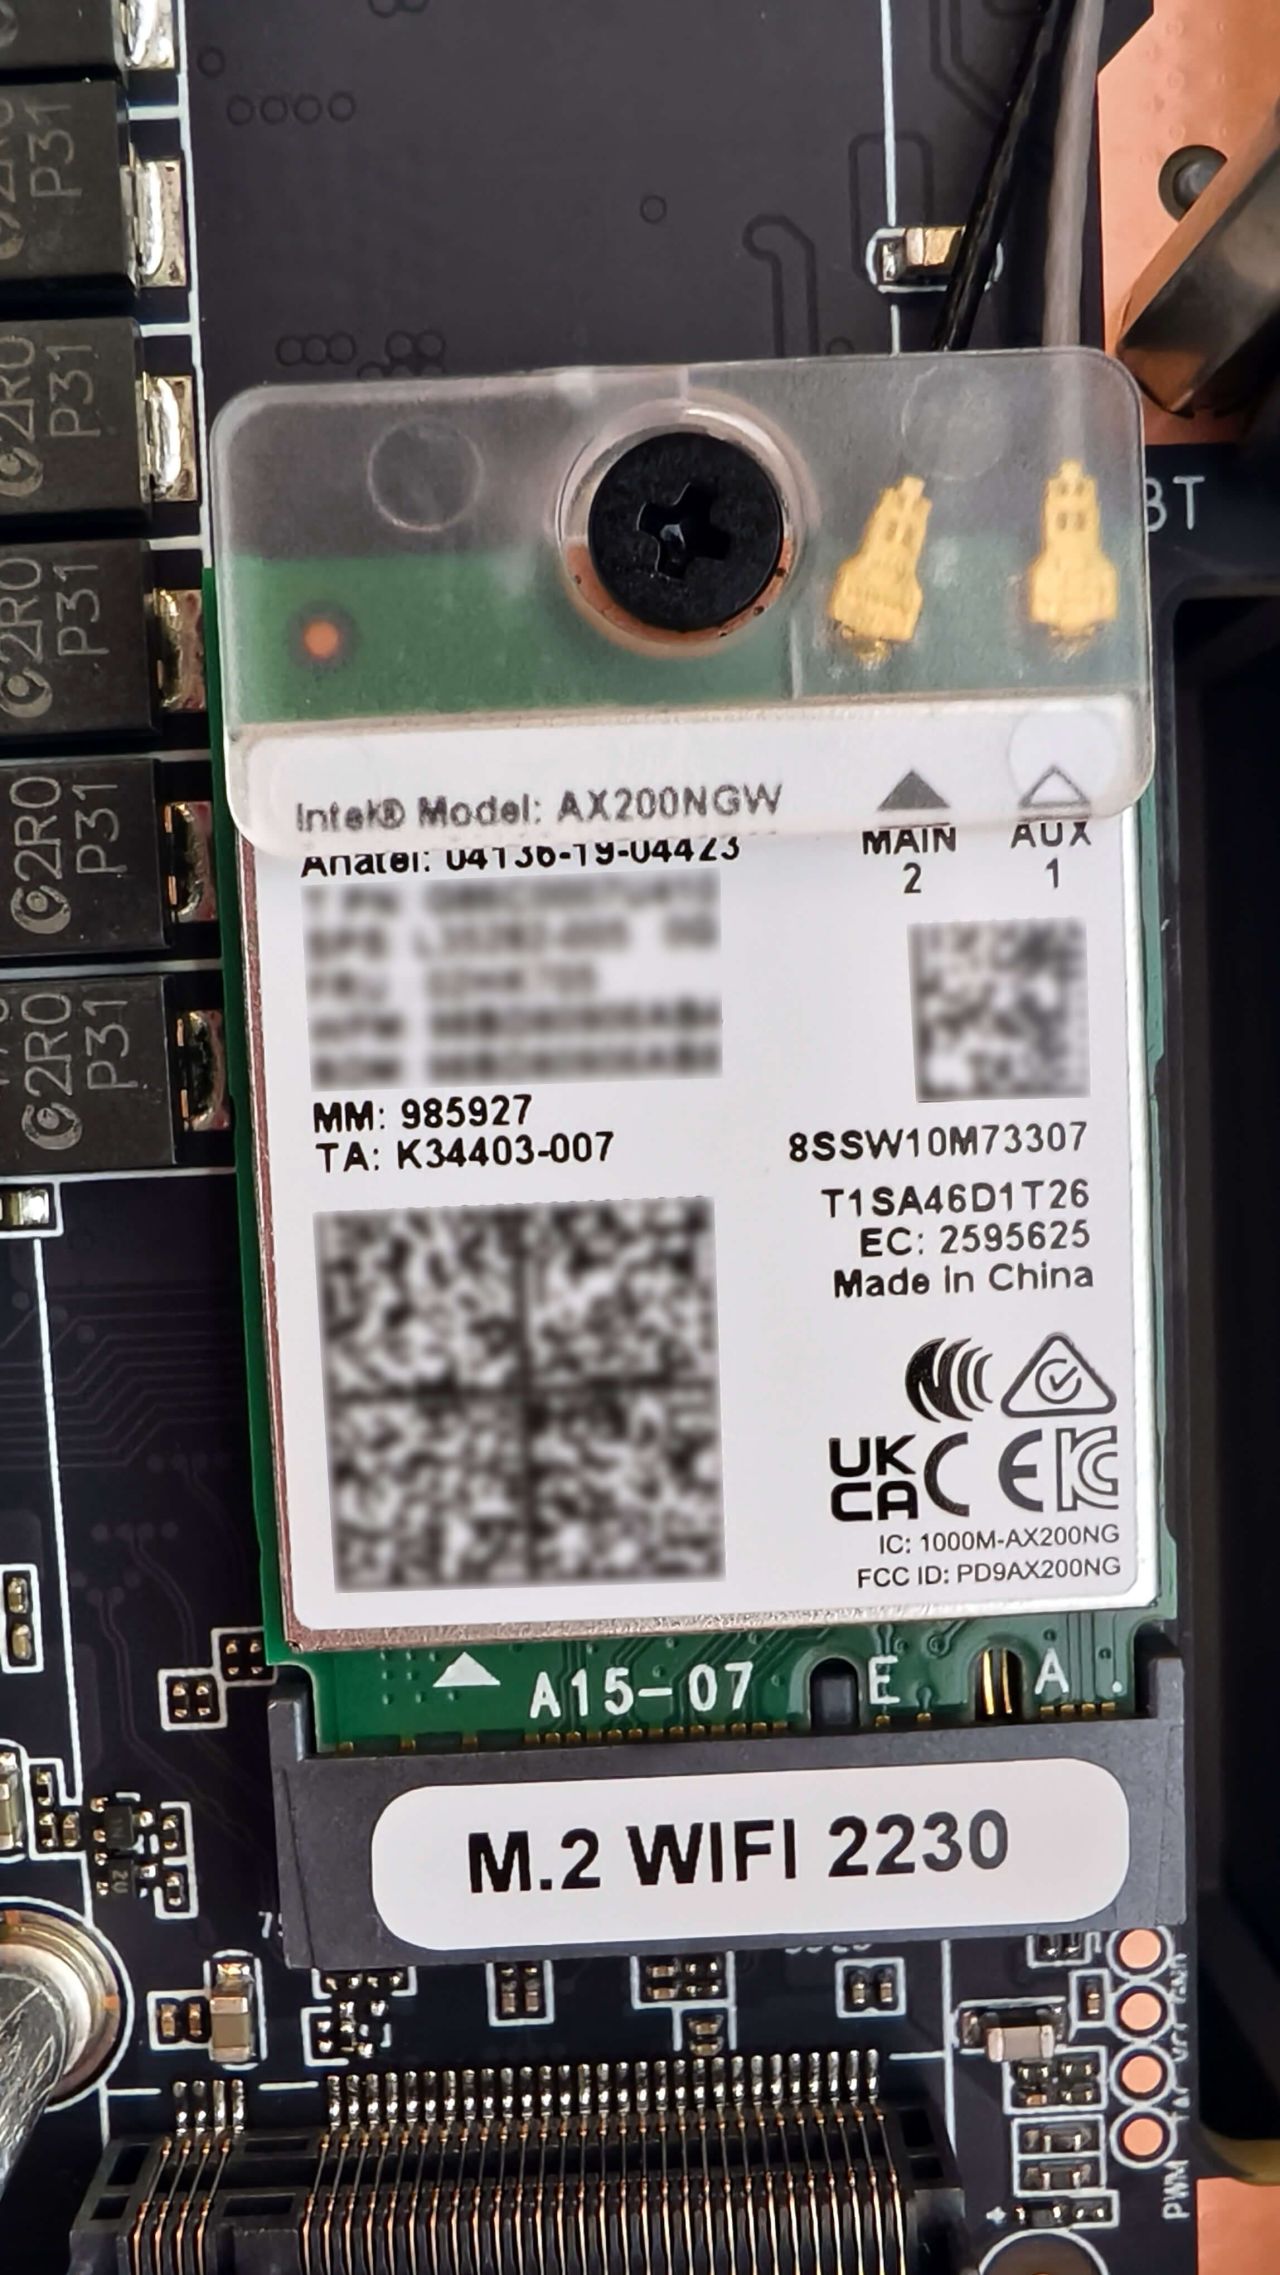 P31
2R0
P31
2R0
P31
2R0
P31
2R0
P31
BT
Intel® Model: AX200NGW
Anatel: 04136-19-04423
MAIN
2
AUX
1
MM: 985927
TA: K34403-007
8SSW10M73307
T1SA46D1T26
EC: 2595625
Made in China
UK
CA
CE
IC: 1000M-AX200NG
FCC ID: PD9AX200NG
A15-07
E
A
M.2 WIFI 2230
PWM